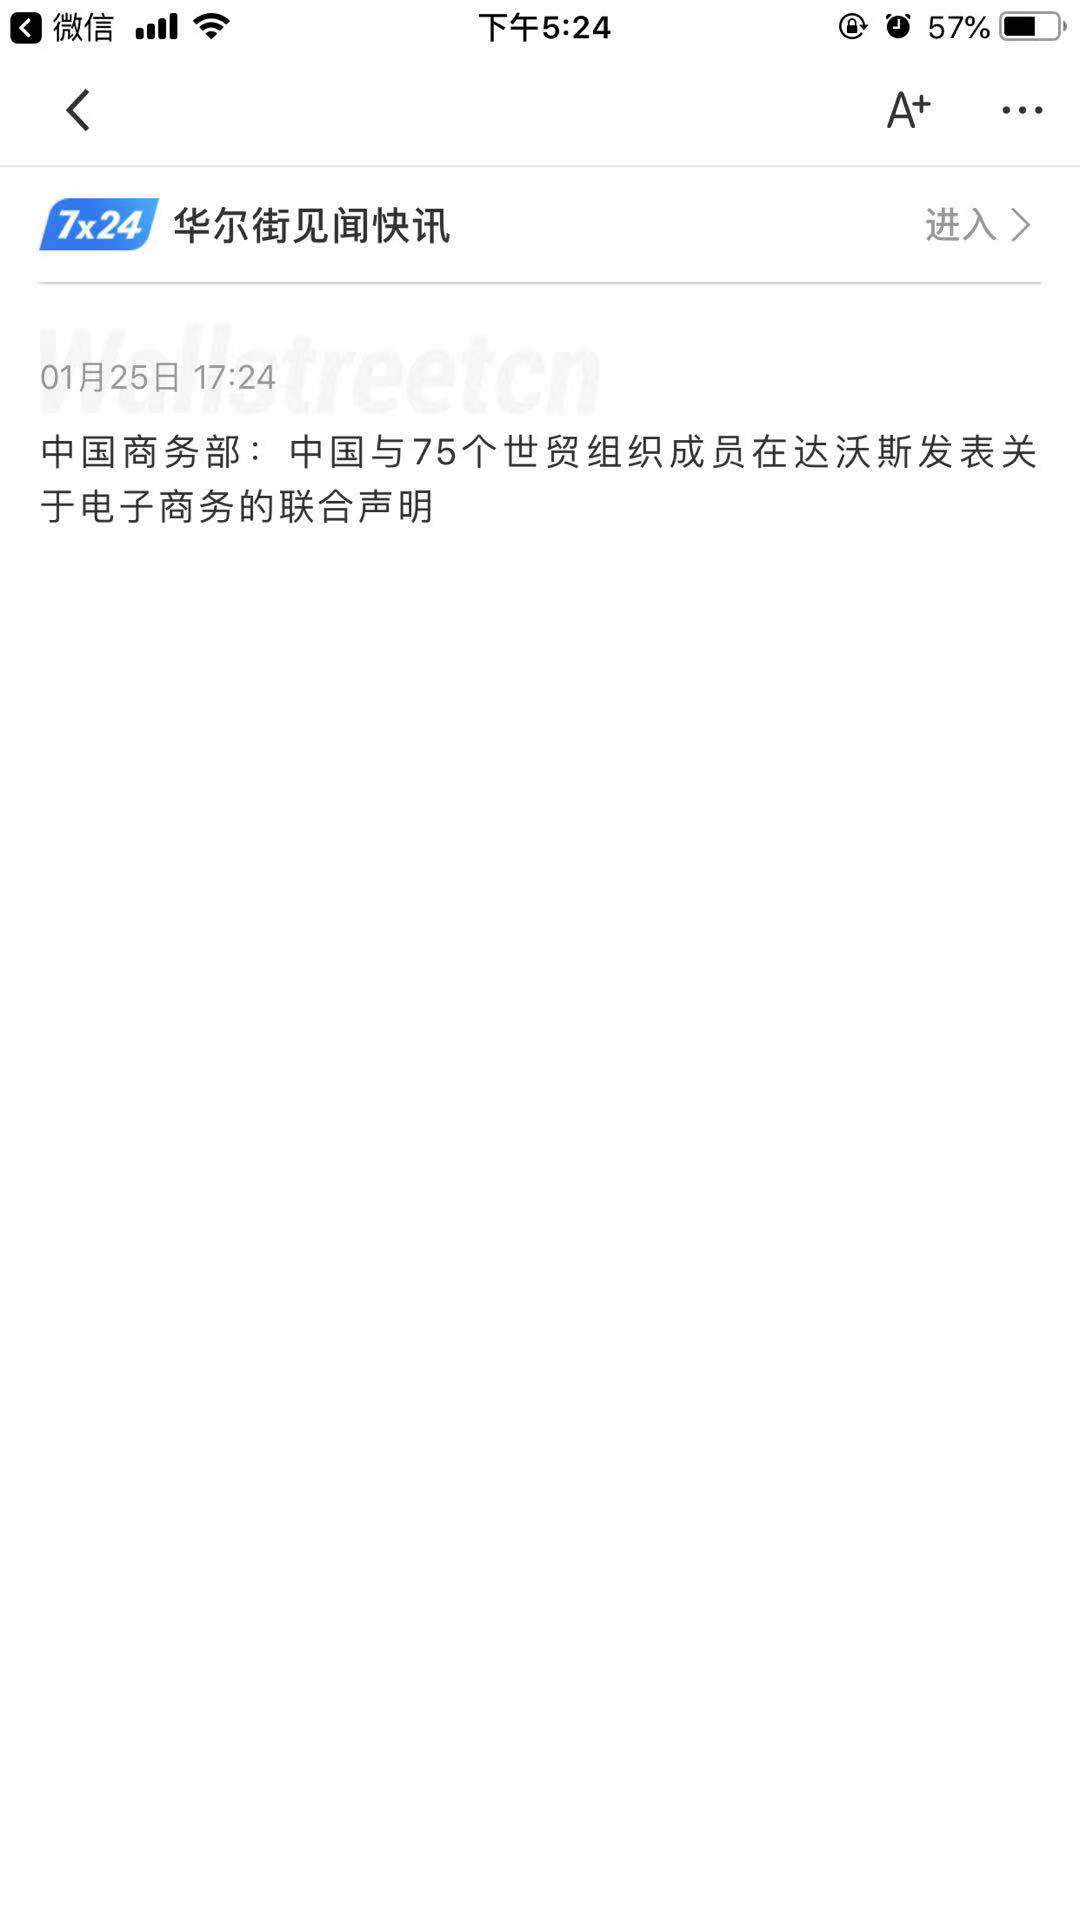 微信 下午5:24 57%
A+ ...
7x24 华尔街见闻快讯 进入
Wallstreetcn
01月25日 17:24
中国商务部：中国与75个世贸组织成员在达沃斯发表关
于电子商务的联合声明